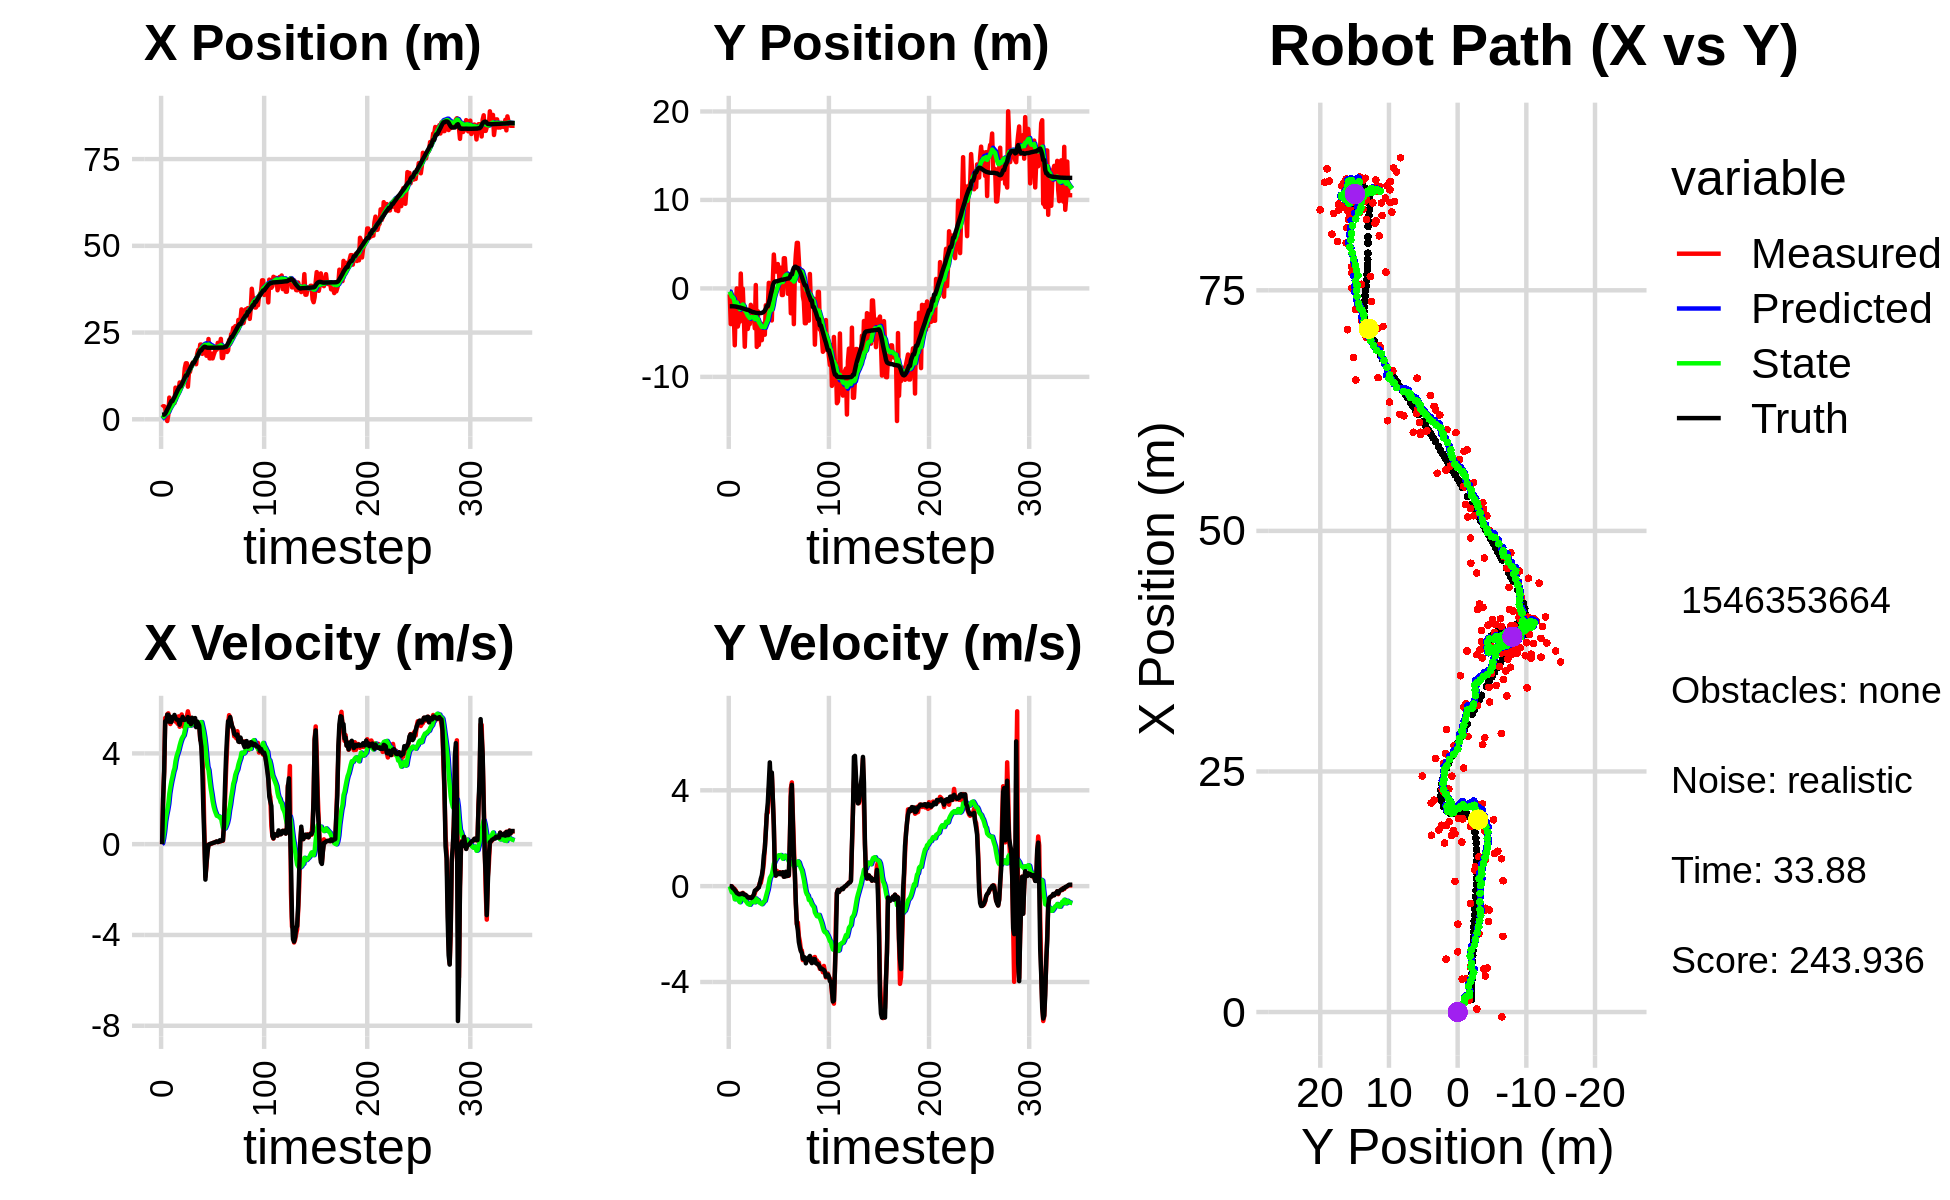 X Position (m)
75
50
25
0
0 100 200 300
timestep
Y Position (m)
20
10
0
-10
0 100 200 300
timestep
X Velocity (m/s)
4
0
-4
-8
0 100 200 300
timestep
Y Velocity (m/s)
4
0
-4
0 100 200 300
timestep
Robot Path (X vs Y)
X Position (m)
75
50
25
0
20 10 0 -10 -20
Y Position (m)
variable
Measured
Predicted
State
Truth
1546353664
Obstacles: none
Noise: realistic
Time: 33.88
Score: 243.936